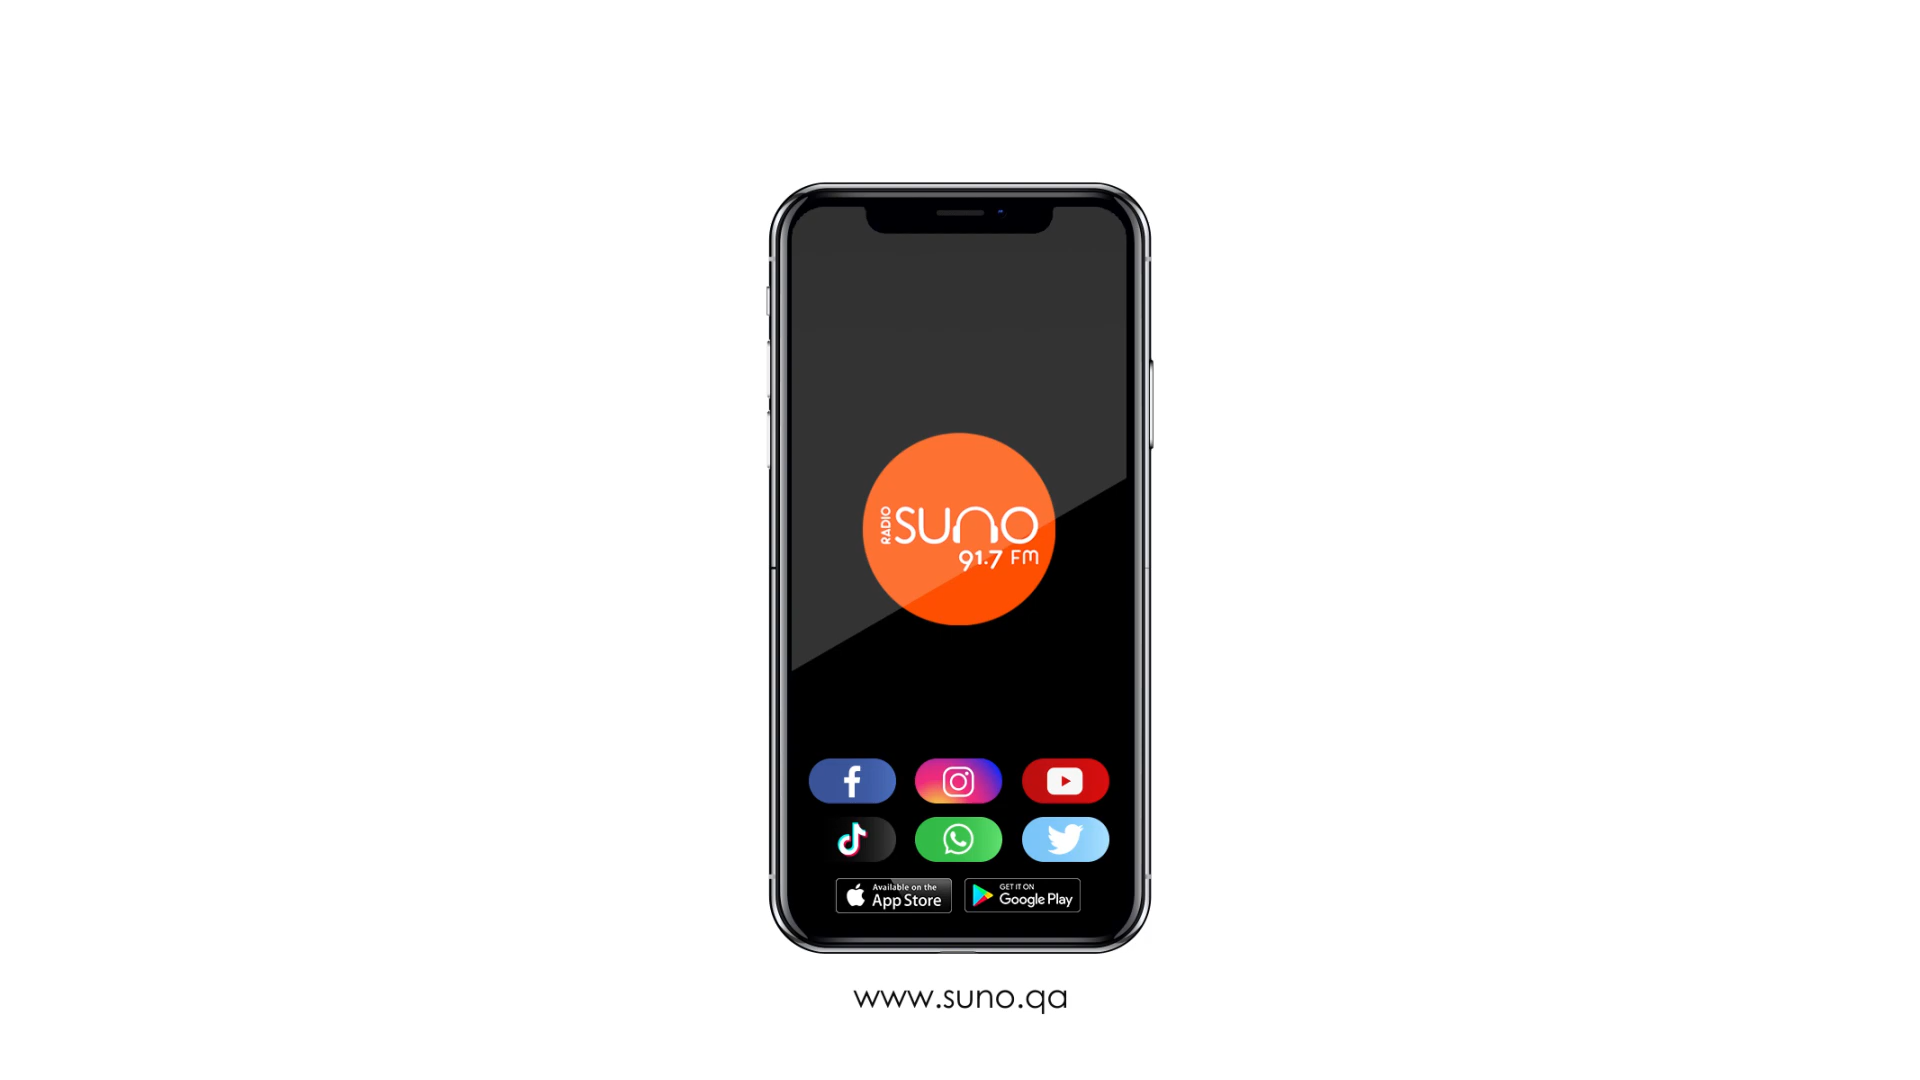 RADIO
SUNO
91.7 FM
Available on the
App Store
GET IT ON
Google Play
www.suno.qa